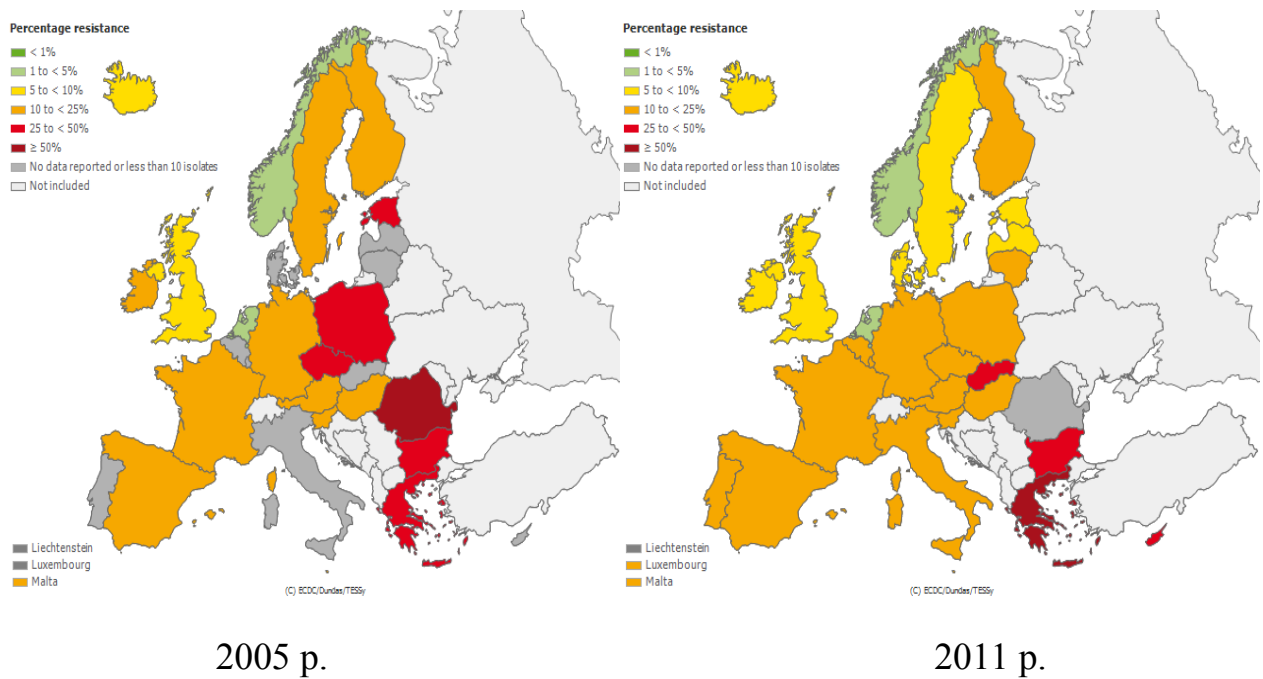 Percentage resistance
< 1%
1 to < 5%
5 to < 10%
10 to < 25%
25 to < 50%
≥ 50%
No data reported or less than 10 isolates
Not included
Liechtenstein
Luxembourg
Malta
(C) ECDC/Dundas/TESSy
2005 р.
Percentage resistance
< 1%
1 to < 5%
5 to < 10%
10 to < 25%
25 to < 50%
≥ 50%
No data reported or less than 10 isolates
Not included
Liechtenstein
Luxembourg
Malta
(C) ECDC/Dundas/TESSy
2011 р.